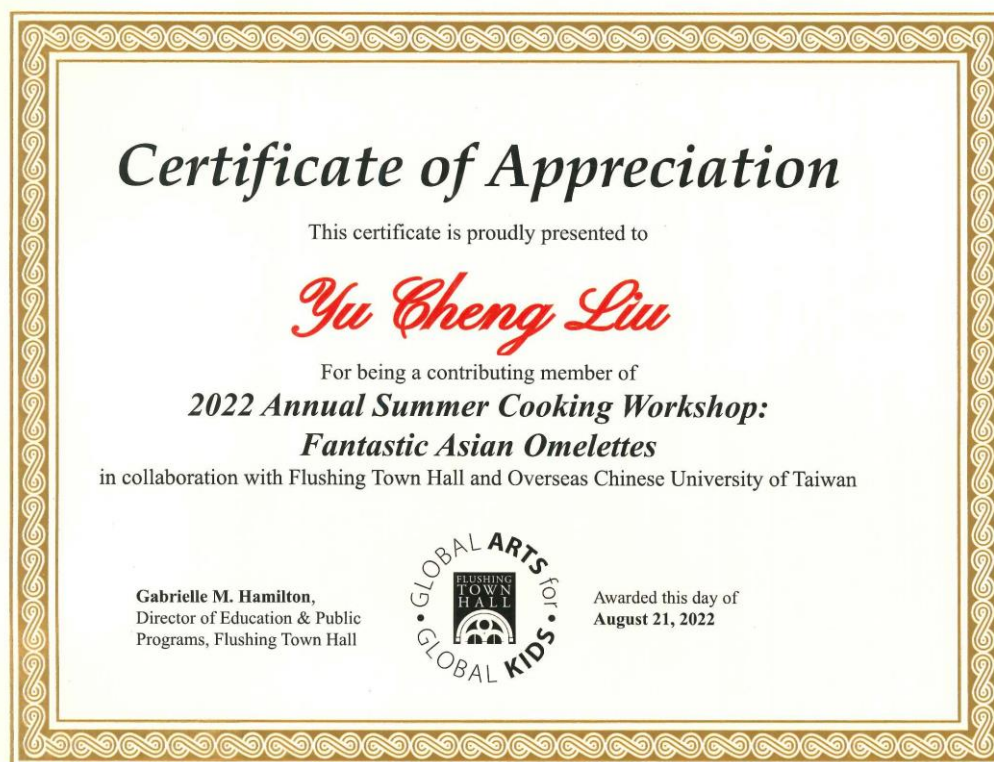 Certificate of Appreciation
This certificate is proudly presented to
Yu Cheng Liu
For being a contributing member of
2022 Annual Summer Cooking Workshop:
Fantastic Asian Omelettes
in collaboration with Flushing Town Hall and Overseas Chinese University of Taiwan
Gabrielle M. Hamilton,
Director of Education & Public
Programs, Flushing Town Hall
GLOBAL ARTS for
GLOBAL KIDS
FLUSHING
TOWN
HALL
Awarded this day of
August 21, 2022